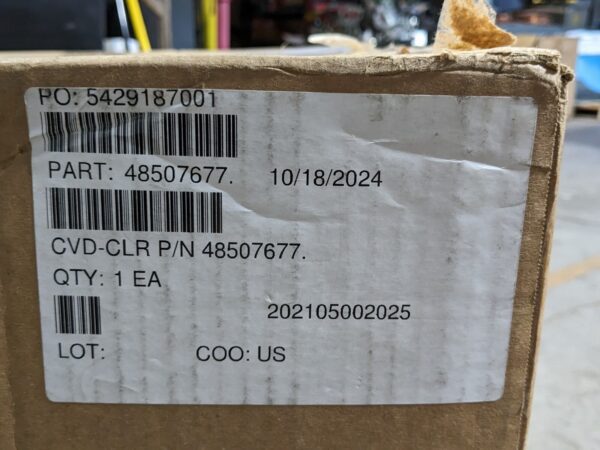 PO: 5429187001
PART: 48507677. 10/18/2024
CVD-CLR P/N 48507677.
QTY: 1 EA
202105002025
LOT: COO: US